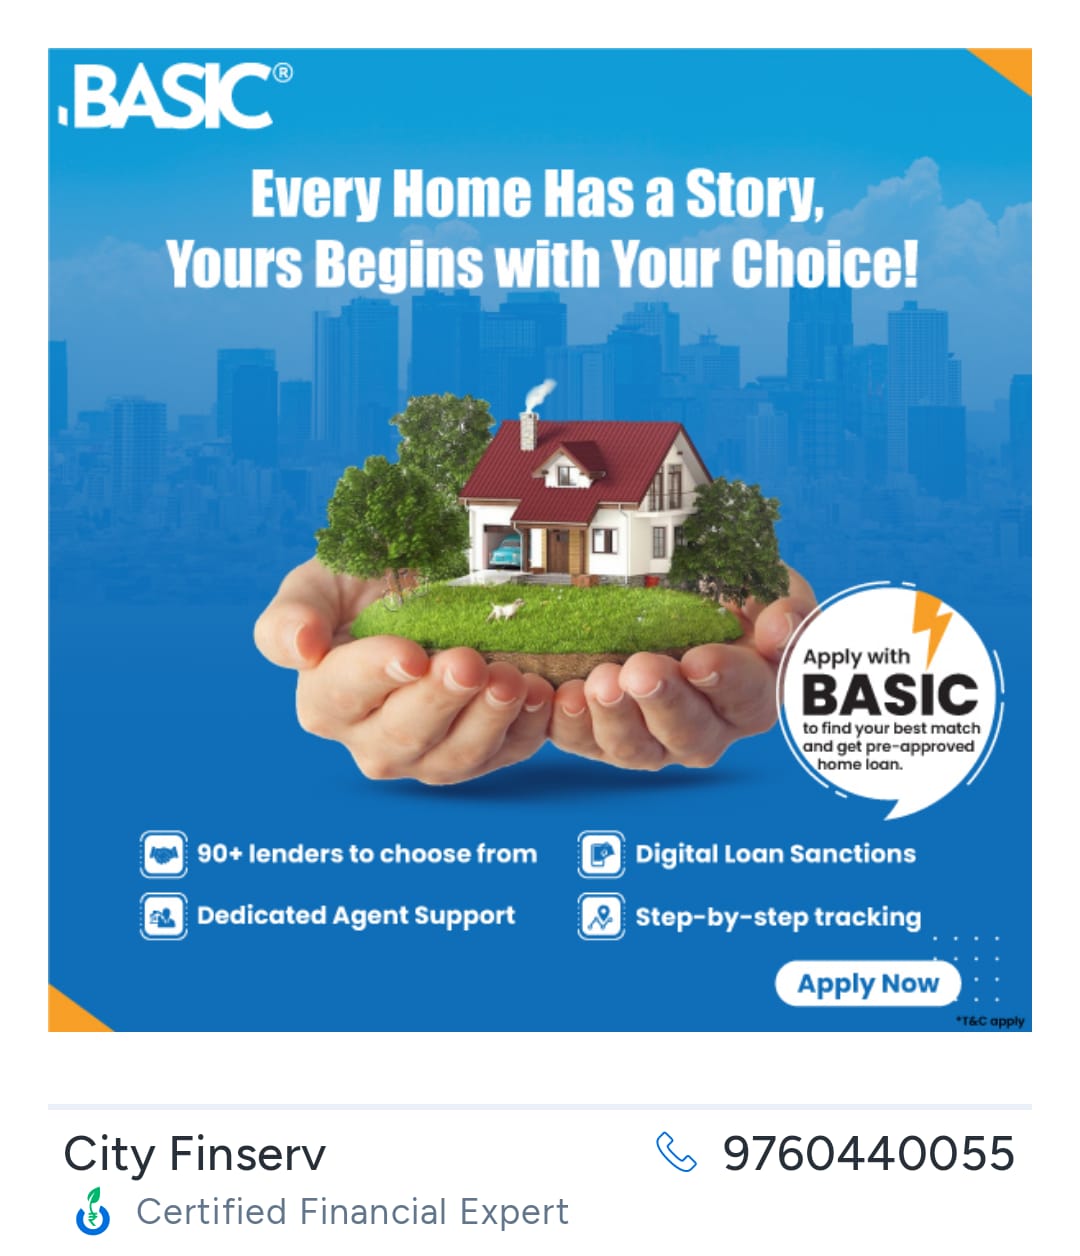 .BASIC®
Every Home Has a Story,
Yours Begins with Your Choice!
Apply with
BASIC
to find your best match
and get pre-approved
home loan.
90+ lenders to choose from
Digital Loan Sanctions
Dedicated Agent Support
Step-by-step tracking
Apply Now
*T&C apply
City Finserv
9760440055
Certified Financial Expert